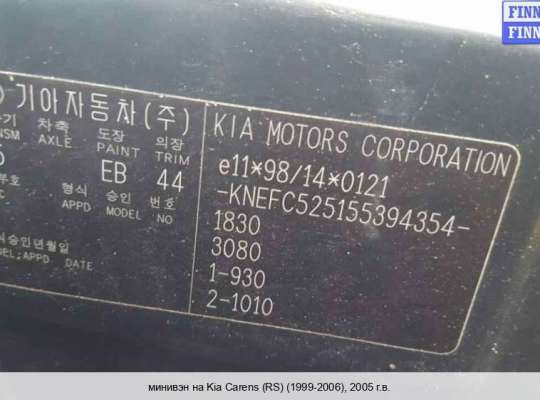 FINN
FINN
기아자동차(주)
차축 도장 의장
AXLE PAINT TRIM
EB 44
형식 승인 번호
APPD MODEL NO
APPD DATE
KIA MOTORS CORPORATION
e11*98/14*0121
-KNEFC525155394354-
1830
3080
1-930
2-1010
минивэн на Kia Carens (RS) (1999-2006), 2005 г.в.